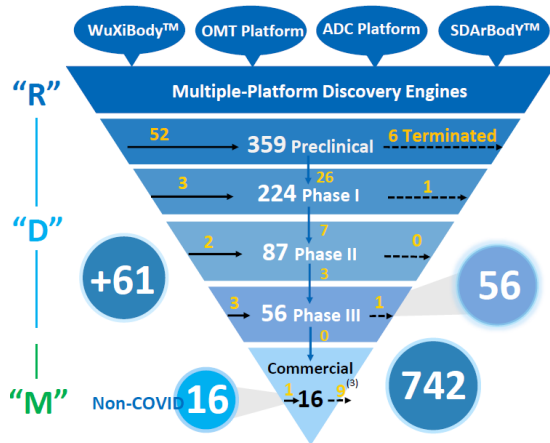 WuXiBody™ OMT Platform ADC Platform SDArBodY™
"R" Multiple-Platform Discovery Engines
52 359 Preclinical 6 Terminated
26
3 224 Phase I 1
"D"
7
2 87 Phase II 0
+61
3
3 56 Phase III 1 56
0
Commercial
"M" Non-COVID 16 1 16 9(3) 742